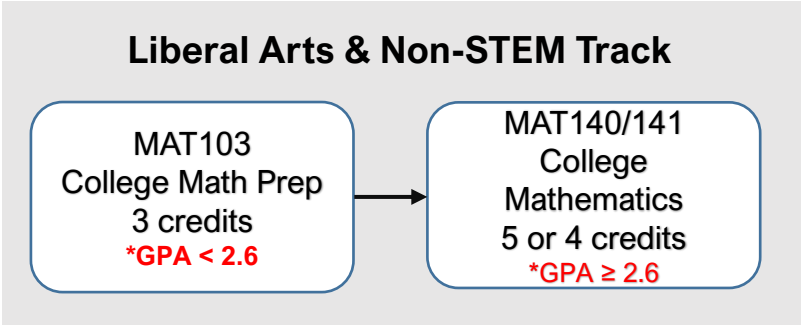 Liberal Arts & Non-STEM Track
MAT103
College Math Prep
3 credits
*GPA < 2.6
MAT140/141
College
Mathematics
5 or 4 credits
*GPA ≥ 2.6